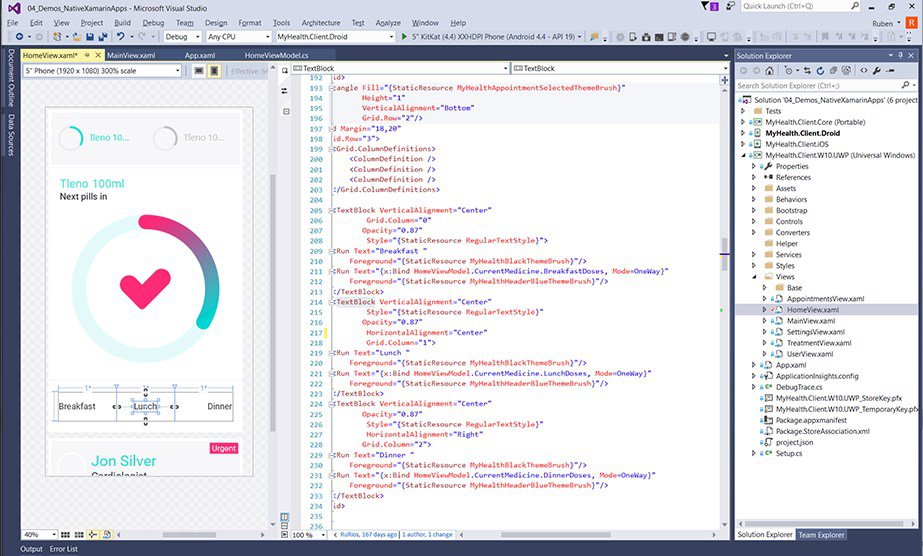 04_Demos_NativeXamarinApps - Microsoft Visual Studio
Quick Launch (Ctrl+Q)
File Edit View Project Build Debug Team Design Format Tools Architecture Test Analyze Window Help
Ruben
Debug Any CPU MyHealth.Client.Droid 5" KitKat (4.4) XXHDPI Phone (Android 4.4 - API 19)
Document Outline
Data Sources
HomeView.xaml* MainView.xaml App.xaml HomeViewModel.cs
5" Phone (1920 x 1080) 300% scale
Effective: 64
Tleno 10... Tleno 10...
Tleno 100ml
Next pills in
1* 1* 1*
Breakfast Lunch Dinner
Urgent
Jon Silver
Cardiologist
40%
TextBlock TextBlock
192 id>
193 :angle Fill="{StaticResource MyHealthAppointmentSelectedThemeBrush}"
194 Height="1"
195 VerticalAlignment="Bottom"
196 Grid.Row="2"/>
197 d Margin="18,20"
198 id.Row="3">
199 <Grid.ColumnDefinitions>
200 <ColumnDefinition />
201 <ColumnDefinition />
202 <ColumnDefinition />
203 </Grid.ColumnDefinitions>
204
205 <TextBlock VerticalAlignment="Center"
206 Grid.Column="0"
207 Opacity="0.87"
208 Style="{StaticResource RegularTextStyle}">
209 <Run Text="Breakfast "
210 Foreground="{StaticResource MyHealthBlackThemeBrush}"/>
211 <Run Text="{x:Bind HomeViewModel.CurrentMedicine.BreakfastDoses, Mode=OneWay}"
212 Foreground="{StaticResource MyHealthHeaderBlueThemeBrush}"/>
213 </TextBlock>
214 <TextBlock VerticalAlignment="Center"
215 Style="{StaticResource RegularTextStyle}"
216 Opacity="0.87"
217 HorizontalAlignment="Center"
218 Grid.Column="1">
219 <Run Text="Lunch "
220 Foreground="{StaticResource MyHealthBlackThemeBrush}"/>
221 <Run Text="{x:Bind HomeViewModel.CurrentMedicine.LunchDoses, Mode=OneWay}"
222 Foreground="{StaticResource MyHealthHeaderBlueThemeBrush}"/>
223 </TextBlock>
224 <TextBlock VerticalAlignment="Center"
225 Opacity="0.87"
226 Style="{StaticResource RegularTextStyle}"
227 HorizontalAlignment="Right"
228 Grid.Column="2">
229 <Run Text="Dinner "
230 Foreground="{StaticResource MyHealthBlackThemeBrush}"/>
231 <Run Text="{x:Bind HomeViewModel.CurrentMedicine.DinnerDoses, Mode=OneWay}"
232 Foreground="{StaticResource MyHealthHeaderBlueThemeBrush}"/>
233 </TextBlock>
234 id>
235
236
100 % RuRios, 167 days ago | 1 author, 1 change
Solution Explorer
Search Solution Explorer (Ctrl+;)
Solution '04_Demos_NativeXamarinApps' (6 project
Tests
MyHealth.Client.Core (Portable)
MyHealth.Client.Droid
MyHealth.Client.iOS
MyHealth.Client.W10.UWP (Universal Windows)
Properties
References
Assets
Behaviors
Bootstrap
Controls
Converters
Helper
Services
Styles
Views
Base
AppointmentsView.xaml
HomeView.xaml
MainView.xaml
SettingsView.xaml
TreatmentView.xaml
UserView.xaml
App.xaml
ApplicationInsights.config
DebugTrace.cs
MyHealth.Client.W10.UWP_StoreKey.pfx
MyHealth.Client.W10.UWP_TemporaryKey.pfx
Package.appxmanifest
Package.StoreAssociation.xml
project.json
Setup.cs
Solution Explorer Team Explorer
Output Error List